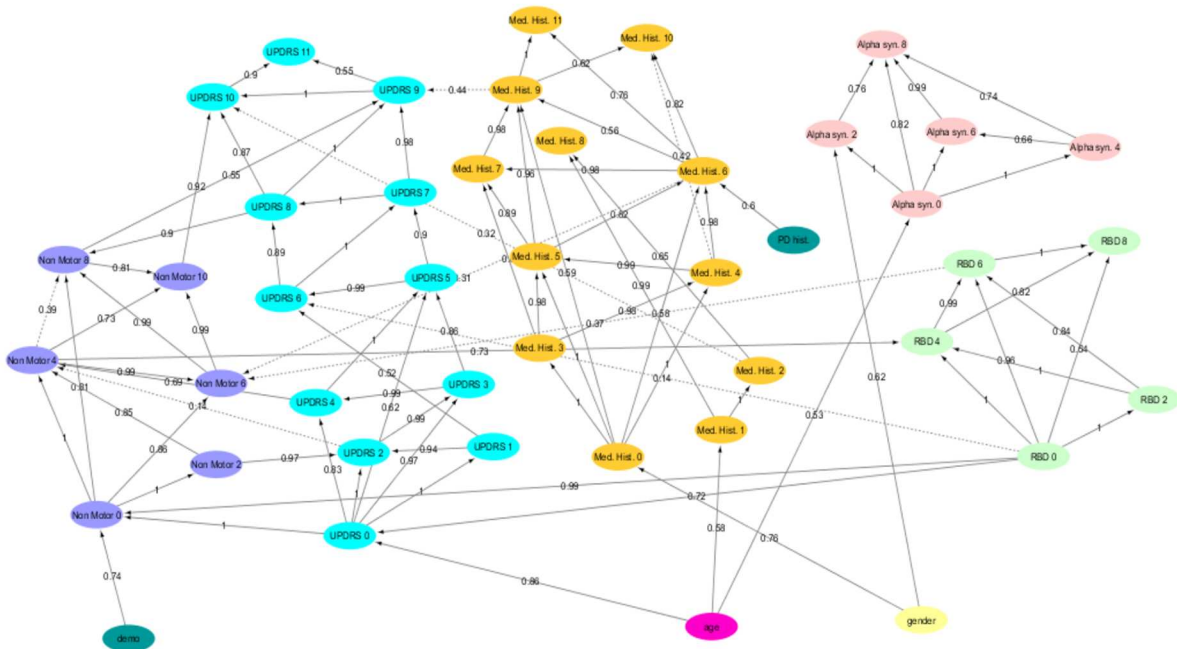 Med. Hist. 11
Med. Hist. 10
UPDRS 11
Alpha syn. 8
0.9
0.55
1
0.62
UPDRS 10
1
UPDRS 9
0.44
Med. Hist. 9
0.76
0.82
0.76
0.99
0.74
0.98
0.56
0.82
Alpha syn. 2
Alpha syn. 6
0.66
Alpha syn. 4
0.87
1
0.98
Med. Hist. 8
0.42
0.92
0.55
Med. Hist. 7
0.96
0.98
Med. Hist. 6
1
1
1
UPDRS 8
1
UPDRS 7
0.89
0.82
0.6
Alpha syn. 0
0.9
0.89
1
0.9
0.32
0.98
PD hist.
RBD 8
Non Motor 8
0.81
Non Motor 10
Med. Hist. 5
0.65
1
RBD 6
UPDRS 5
0.31
0.59
0.99
Med. Hist. 4
0.99
UPDRS 6
0.99
0.99
0.82
0.39
0.73
0.99
0.98
0.98
0.58
0.37
0.84
0.64
0.86
RBD 4
Non Motor 4
0.73
Med. Hist. 3
1
1
0.96
0.99
0.69
Non Motor 6
0.52
Med. Hist. 2
1
0.81
0.14
UPDRS 3
0.14
0.85
UPDRS 4
0.99
0.62
1
RBD 2
0.53
0.62
1
1
0.86
0.99
UPDRS 1
Med. Hist. 1
1
0.97
UPDRS 2
0.94
Non Motor 2
0.83
0.97
Med. Hist. 0
RBD 0
1
1
1
0.99
0.72
Non Motor 0
1
UPDRS 0
0.58
0.76
0.74
0.86
demo
age
gender